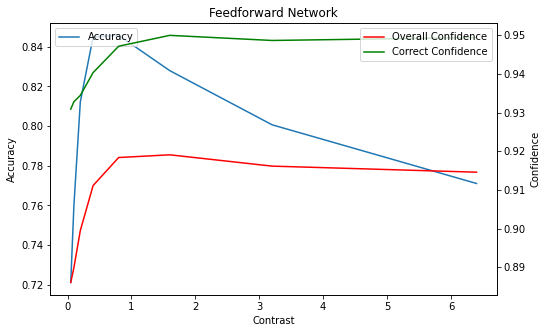 Feedforward Network
Accuracy
Overall Confidence
Correct Confidence
0.84
0.82
0.80
0.78
0.76
0.74
0.72
Accuracy
0.95
0.94
0.93
0.92
0.91
0.90
0.89
Confidence
0 1 2 3 4 5 6
Contrast